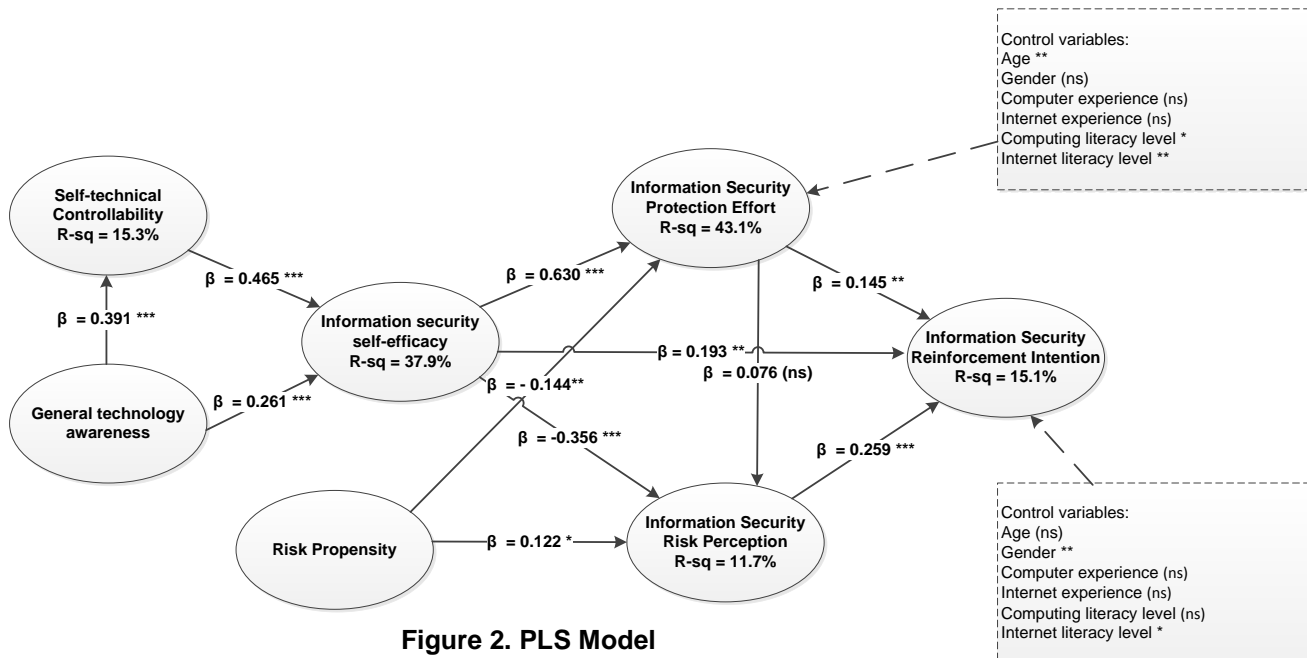 Control variables:
Age **
Gender (ns)
Computer experience (ns)
Internet experience (ns)
Computing literacy level *
Internet literacy level **
Self-technical
Controllability
R-sq = 15.3%
Information Security
Protection Effort
R-sq = 43.1%
β = 0.465 ***
β = 0.630 ***
β = 0.145 **
β = 0.391 ***
Information security
self-efficacy
R-sq = 37.9%
Information Security
Reinforcement Intention
R-sq = 15.1%
β = 0.193 **
β = 0.076 (ns)
β = - 0.144**
β = 0.261 ***
General technology
awareness
β = -0.356 ***
β = 0.259 ***
Risk Propensity
β = 0.122 *
Information Security
Risk Perception
R-sq = 11.7%
Control variables:
Age (ns)
Gender **
Computer experience (ns)
Internet experience (ns)
Computing literacy level (ns)
Internet literacy level *
Figure 2. PLS Model